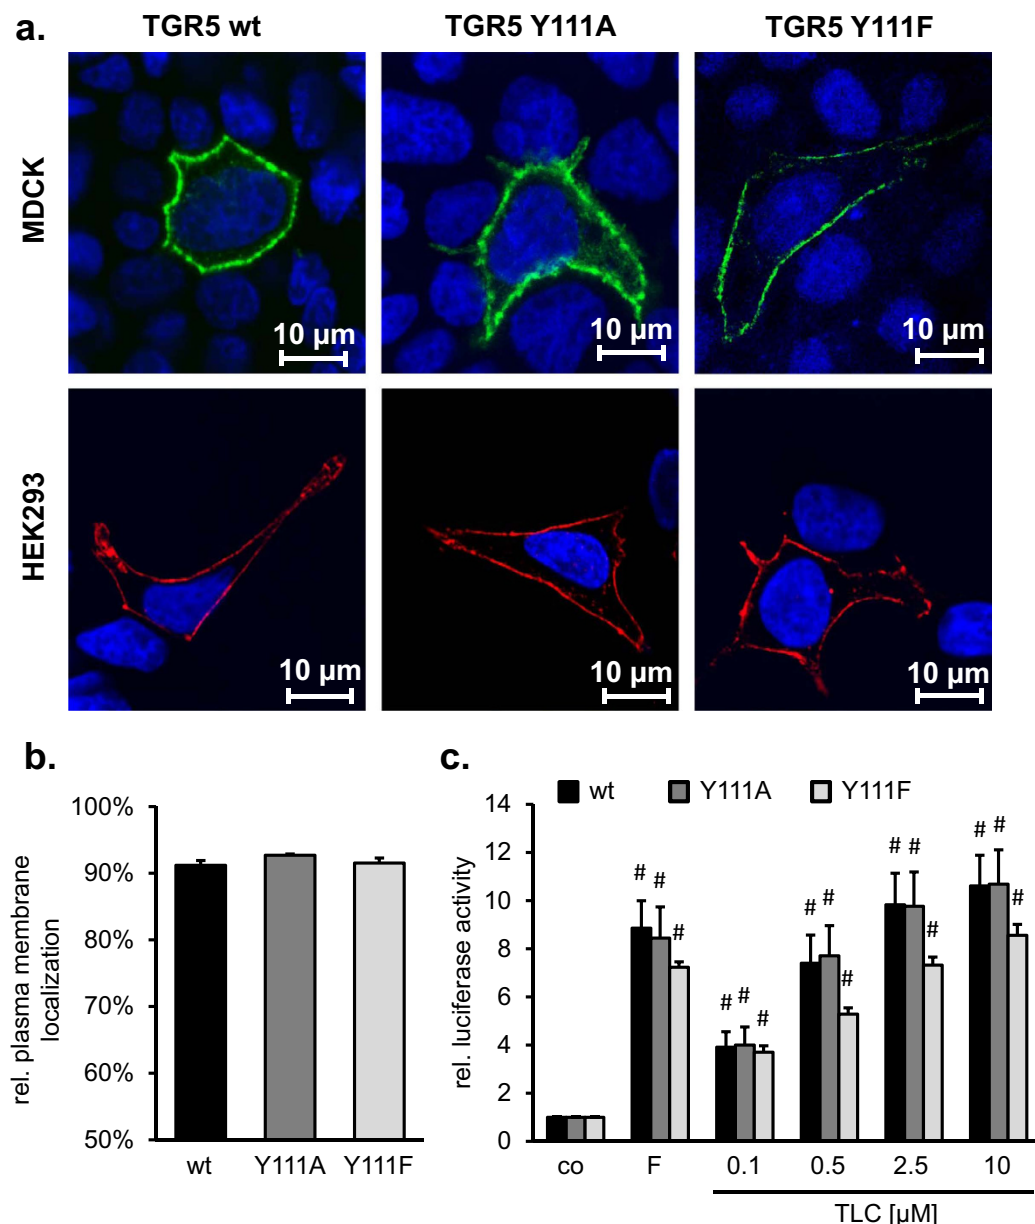 a.
TGR5 wt
TGR5 Y111A
TGR5 Y111F
MDCK
10 µm
10 µm
10 µm
HEK293
10 µm
10 µm
10 µm
b.
rel. plasma membrane
localization
100%
90%
80%
70%
60%
50%
wt
Y111A
Y111F
c.
wt
Y111A
Y111F
rel. luciferase activity
14
12
10
8
6
4
2
0
# # #
# # #
# # #
# # #
# # #
co
F
0.1
0.5
2.5
10
TLC [µM]